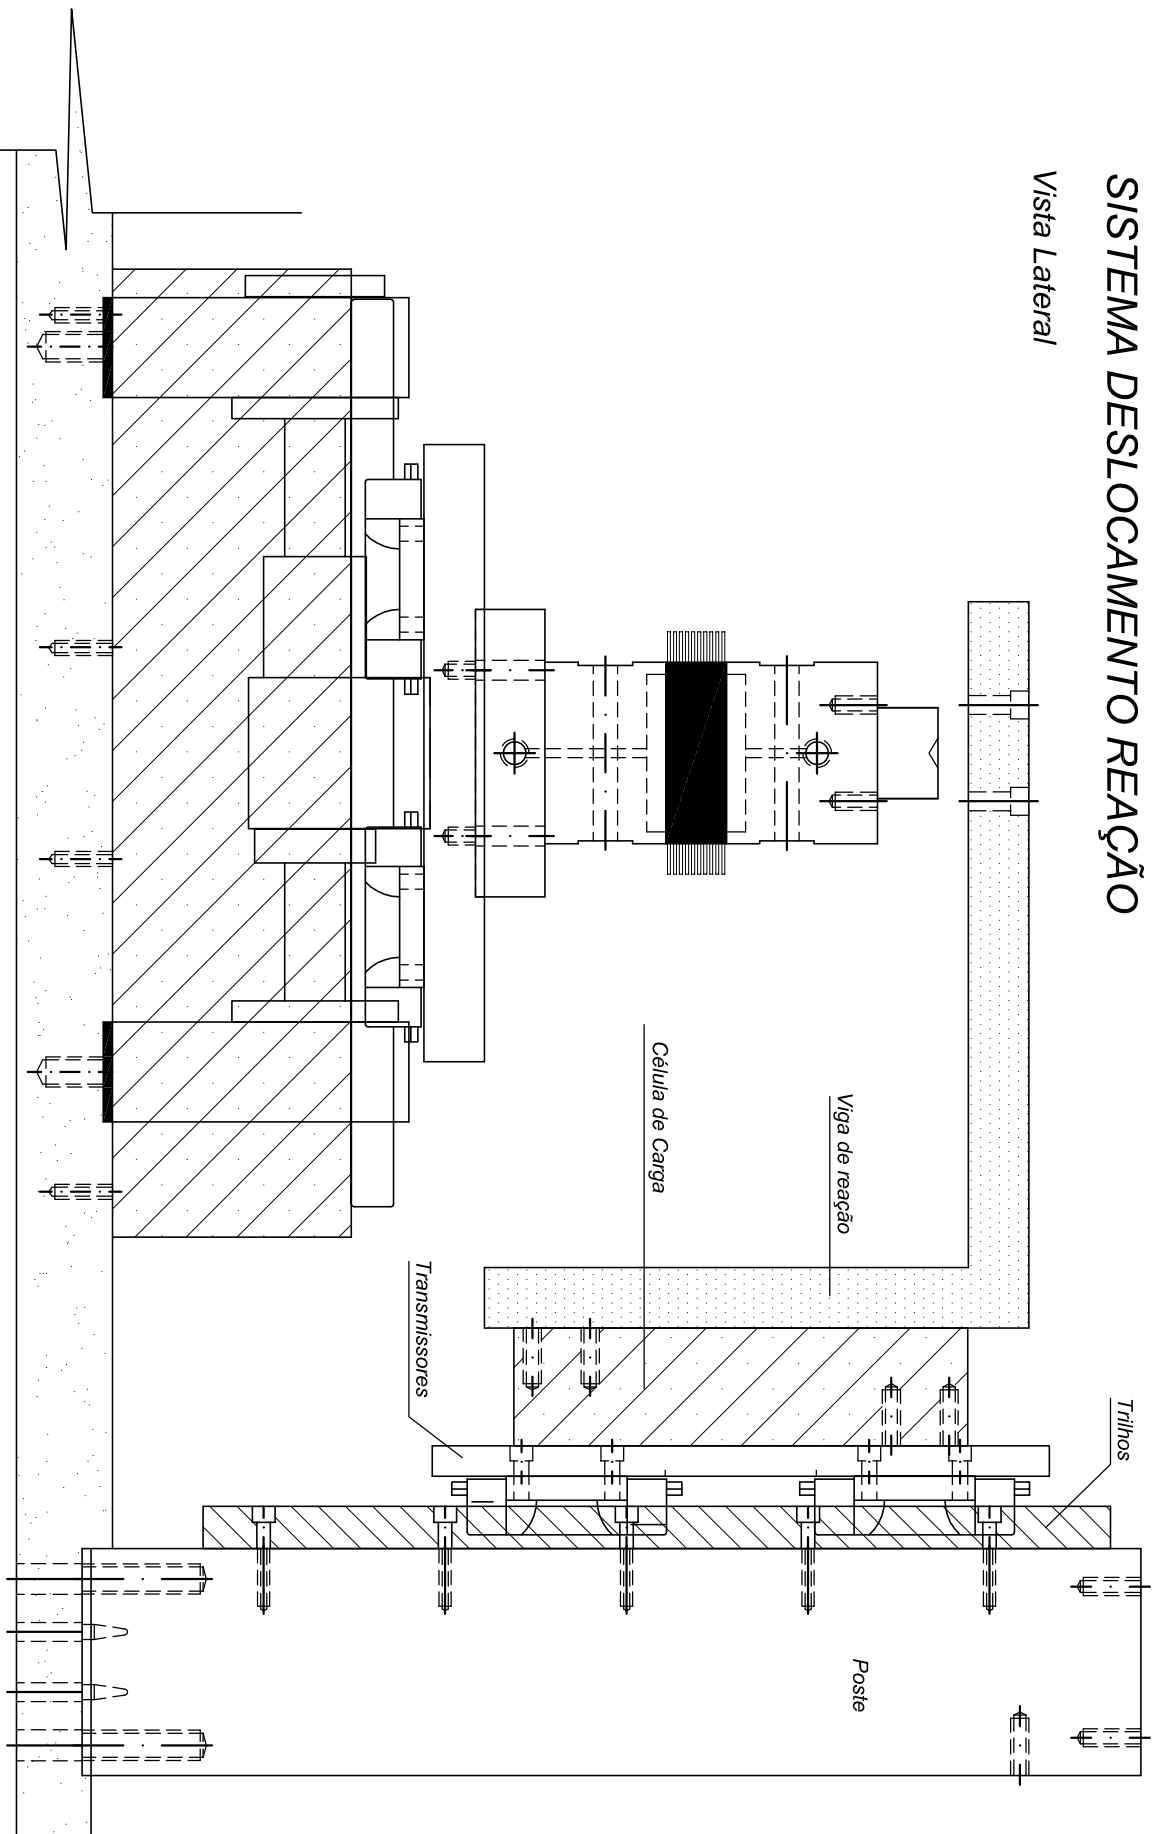 SISTEMA DESLOCAMENTO REAÇÃO
Vista Lateral
Célula de Carga
Viga de reação
Transmissores
Trilhos
Poste